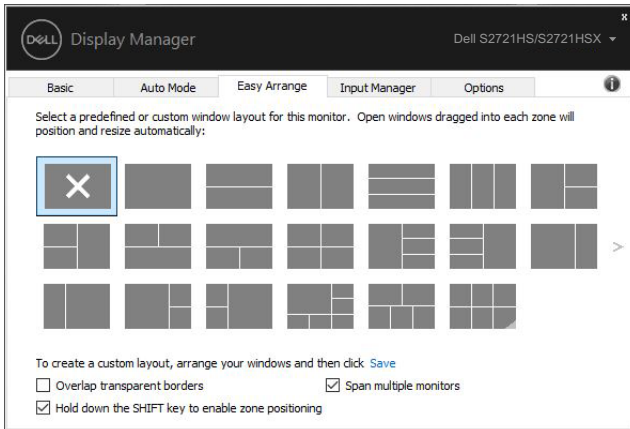 x
DELL Display Manager Dell S2721HS/S2721HSX
Basic Auto Mode Easy Arrange Input Manager Options i
Select a predefined or custom window layout for this monitor. Open windows dragged into each zone will
position and resize automatically:
>
To create a custom layout, arrange your windows and then click Save
Overlap transparent borders Span multiple monitors
Hold down the SHIFT key to enable zone positioning